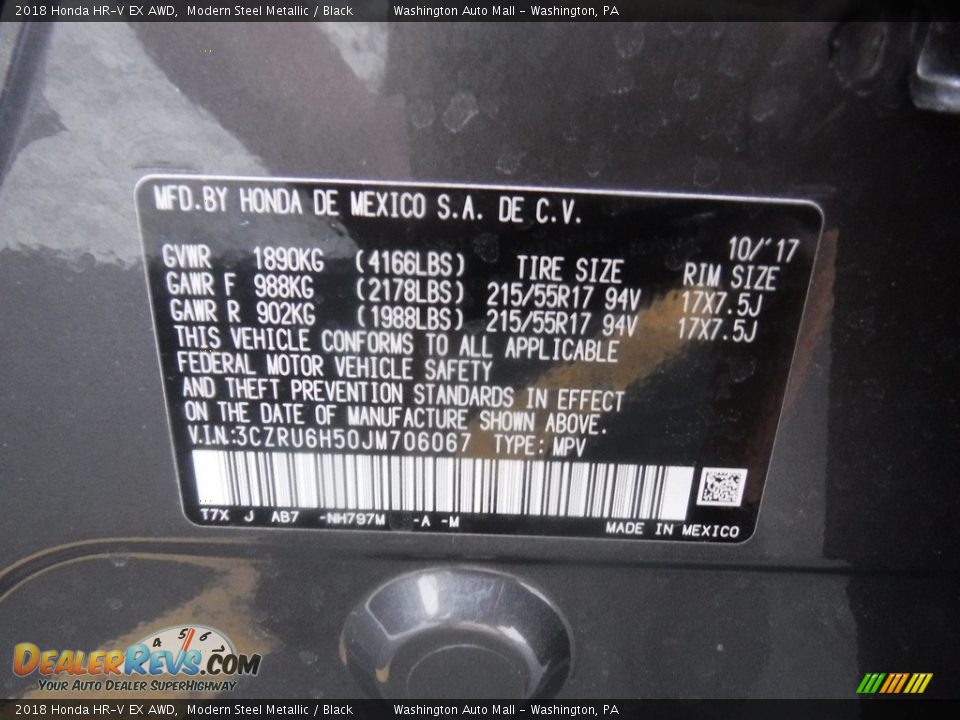 2018 Honda HR-V EX AWD,  Modern Steel Metallic / Black        Washington Auto Mall - Washington, PA
MFD.BY HONDA DE MEXICO S.A. DE C.V.
10/'17
GVWR 1890KG (4166LBS) TIRE SIZE RIM SIZE
GAWR F 988KG (2178LBS) 215/55R17 94V 17X7.5J
GAWR R 902KG (1988LBS) 215/55R17 94V 17X7.5J
THIS VEHICLE CONFORMS TO ALL APPLICABLE
FEDERAL MOTOR VEHICLE SAFETY
AND THEFT PREVENTION STANDARDS IN EFFECT
ON THE DATE OF MANUFACTURE SHOWN ABOVE.
V.I.N.:3CZRU6H50JM706067 TYPE: MPV
T7X J AB7 -NH797M -A -M
MADE IN MEXICO
4 5 6
DEALERREVS.COM
YOUR AUTO DEALER SUPERHIGHWAY
2018 Honda HR-V EX AWD,  Modern Steel Metallic / Black        Washington Auto Mall - Washington, PA